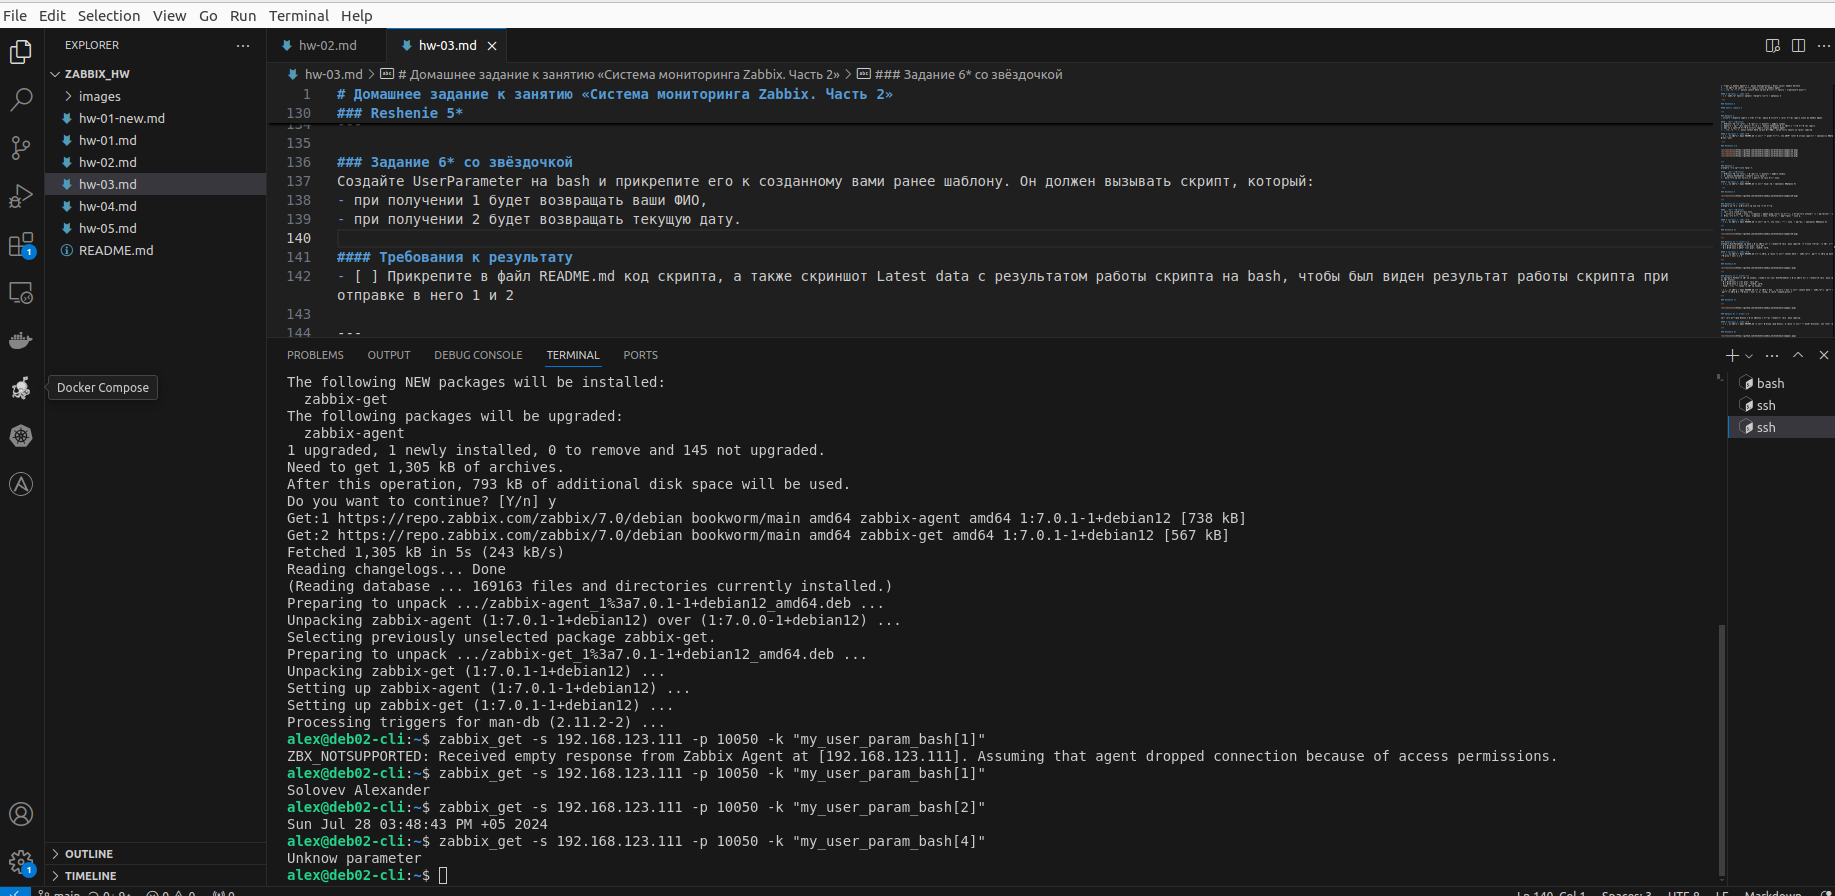 File Edit Selection View Go Run Terminal Help
EXPLORER
hw-02.md
hw-03.md
ZABBIX_HW
images
hw-01-new.md
hw-01.md
hw-02.md
hw-03.md
hw-04.md
hw-05.md
README.md
hw-03.md > # Домашнее задание к занятию «Система мониторинга Zabbix. Часть 2» > ### Задание 6* со звёздочкой
1 # Домашнее задание к занятию «Система мониторинга Zabbix. Часть 2»
130 ### Reshenie 5*
134 ---
135
136 ### Задание 6* со звёздочкой
137 Создайте UserParameter на bash и прикрепите его к созданному вами ранее шаблону. Он должен вызывать скрипт, который:
138 - при получении 1 будет возвращать ваши ФИО,
139 - при получении 2 будет возвращать текущую дату.
140
141 #### Требования к результату
142 - [ ] Прикрепите в файл README.md код скрипта, а также скриншот Latest data с результатом работы скрипта на bash, чтобы был виден результат работы скрипта при
отправке в него 1 и 2
143
144 ---
Docker Compose
PROBLEMS OUTPUT DEBUG CONSOLE TERMINAL PORTS
bash
ssh
ssh
The following NEW packages will be installed:
zabbix-get
The following packages will be upgraded:
zabbix-agent
1 upgraded, 1 newly installed, 0 to remove and 145 not upgraded.
Need to get 1,305 kB of archives.
After this operation, 793 kB of additional disk space will be used.
Do you want to continue? [Y/n] y
Get:1 https://repo.zabbix.com/zabbix/7.0/debian bookworm/main amd64 zabbix-agent amd64 1:7.0.1-1+debian12 [738 kB]
Get:2 https://repo.zabbix.com/zabbix/7.0/debian bookworm/main amd64 zabbix-get amd64 1:7.0.1-1+debian12 [567 kB]
Fetched 1,305 kB in 5s (243 kB/s)
Reading changelogs... Done
(Reading database ... 169163 files and directories currently installed.)
Preparing to unpack .../zabbix-agent_1%3a7.0.1-1+debian12_amd64.deb ...
Unpacking zabbix-agent (1:7.0.1-1+debian12) over (1:7.0.0-1+debian12) ...
Selecting previously unselected package zabbix-get.
Preparing to unpack .../zabbix-get_1%3a7.0.1-1+debian12_amd64.deb ...
Unpacking zabbix-get (1:7.0.1-1+debian12) ...
Setting up zabbix-agent (1:7.0.1-1+debian12) ...
Setting up zabbix-get (1:7.0.1-1+debian12) ...
Processing triggers for man-db (2.11.2-2) ...
alex@deb02-cli:~$ zabbix_get -s 192.168.123.111 -p 10050 -k "my_user_param_bash[1]"
ZBX_NOTSUPPORTED: Received empty response from Zabbix Agent at [192.168.123.111]. Assuming that agent dropped connection because of access permissions.
alex@deb02-cli:~$ zabbix_get -s 192.168.123.111 -p 10050 -k "my_user_param_bash[1]"
Solovev Alexander
alex@deb02-cli:~$ zabbix_get -s 192.168.123.111 -p 10050 -k "my_user_param_bash[2]"
Sun Jul 28 03:48:43 PM +05 2024
alex@deb02-cli:~$ zabbix_get -s 192.168.123.111 -p 10050 -k "my_user_param_bash[4]"
Unknow parameter
alex@deb02-cli:~$
OUTLINE
TIMELINE
main
Ln 140, Col 1 Spaces: 3 UTF-8 LF Markdown